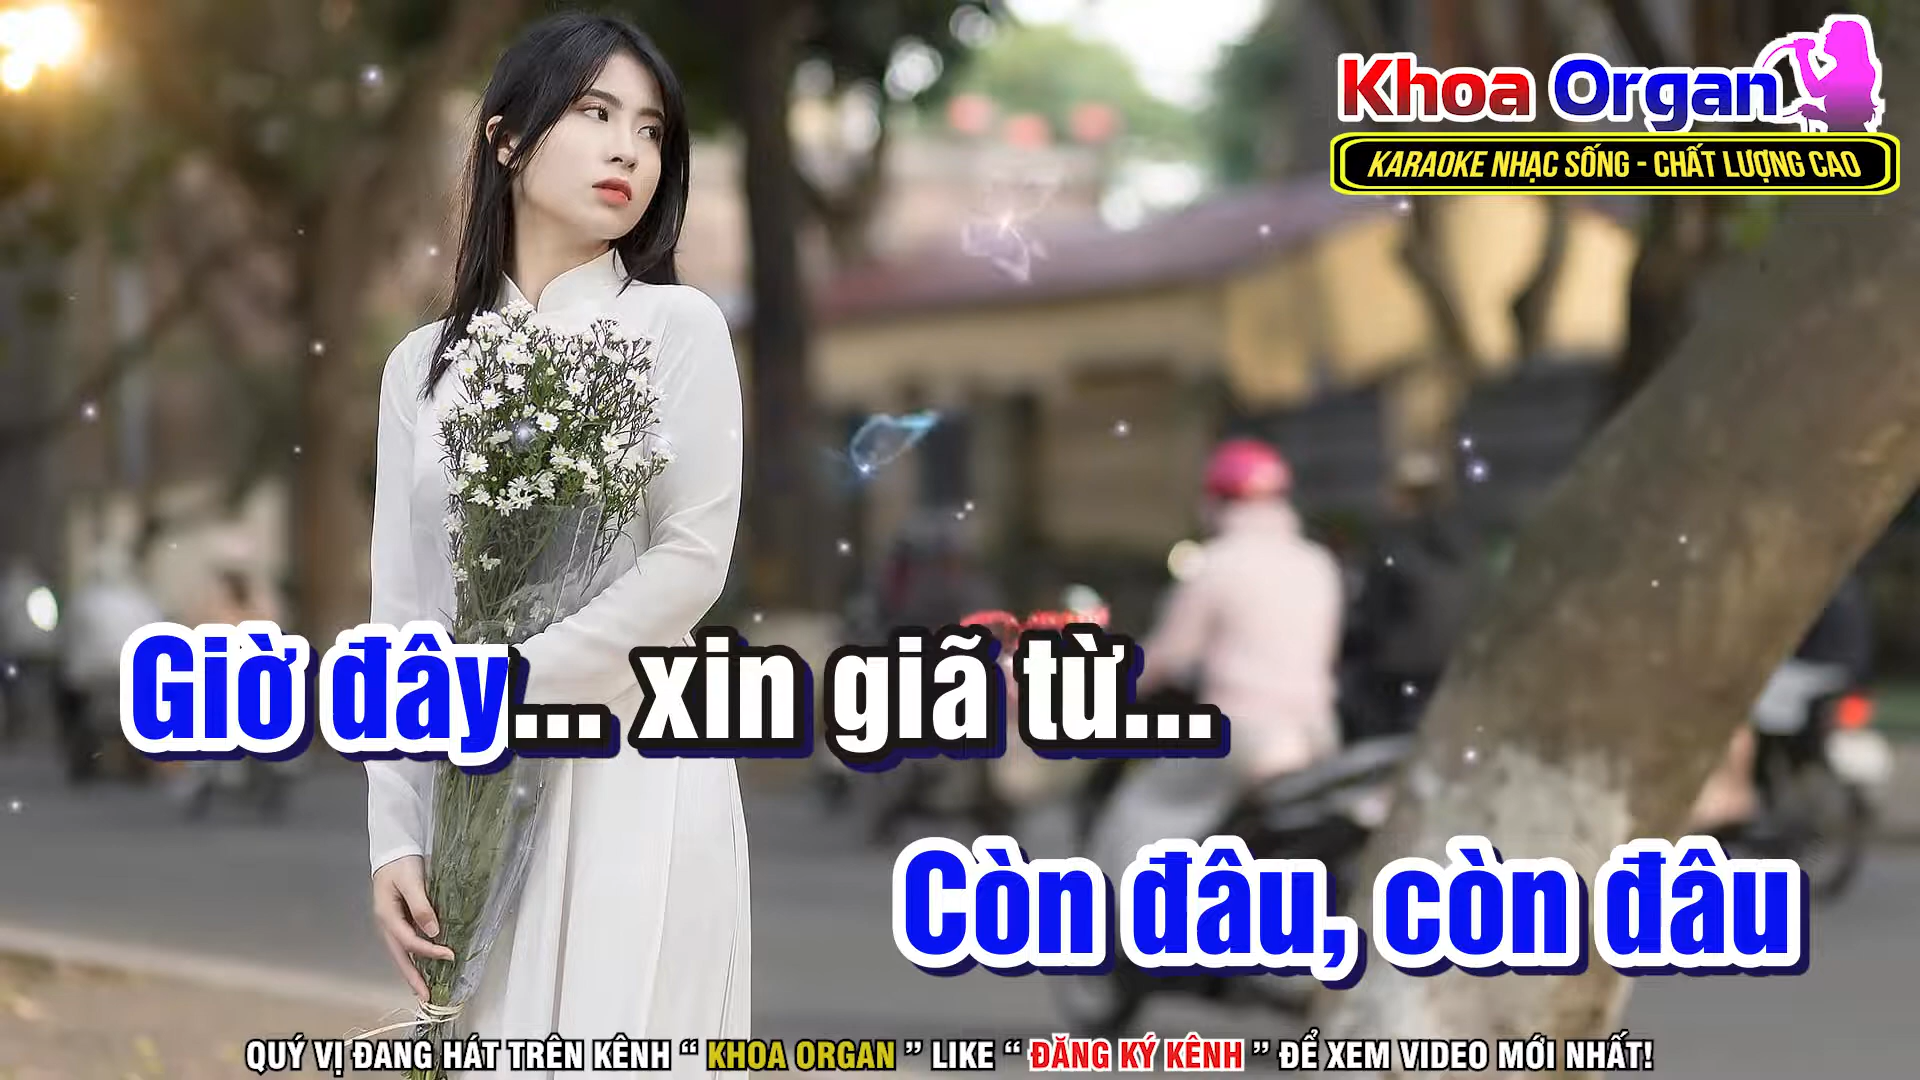 Khoa Organ
KARAOKE NHẠC SỐNG - CHẤT LƯỢNG CAO
Giờ đây... xin giã từ...
Còn đâu, còn đâu
QUÝ VỊ ĐANG HÁT TRÊN KÊNH “ KHOA ORGAN ” LIKE “ ĐĂNG KÝ KÊNH ” ĐỂ XEM VIDEO MỚI NHẤT!